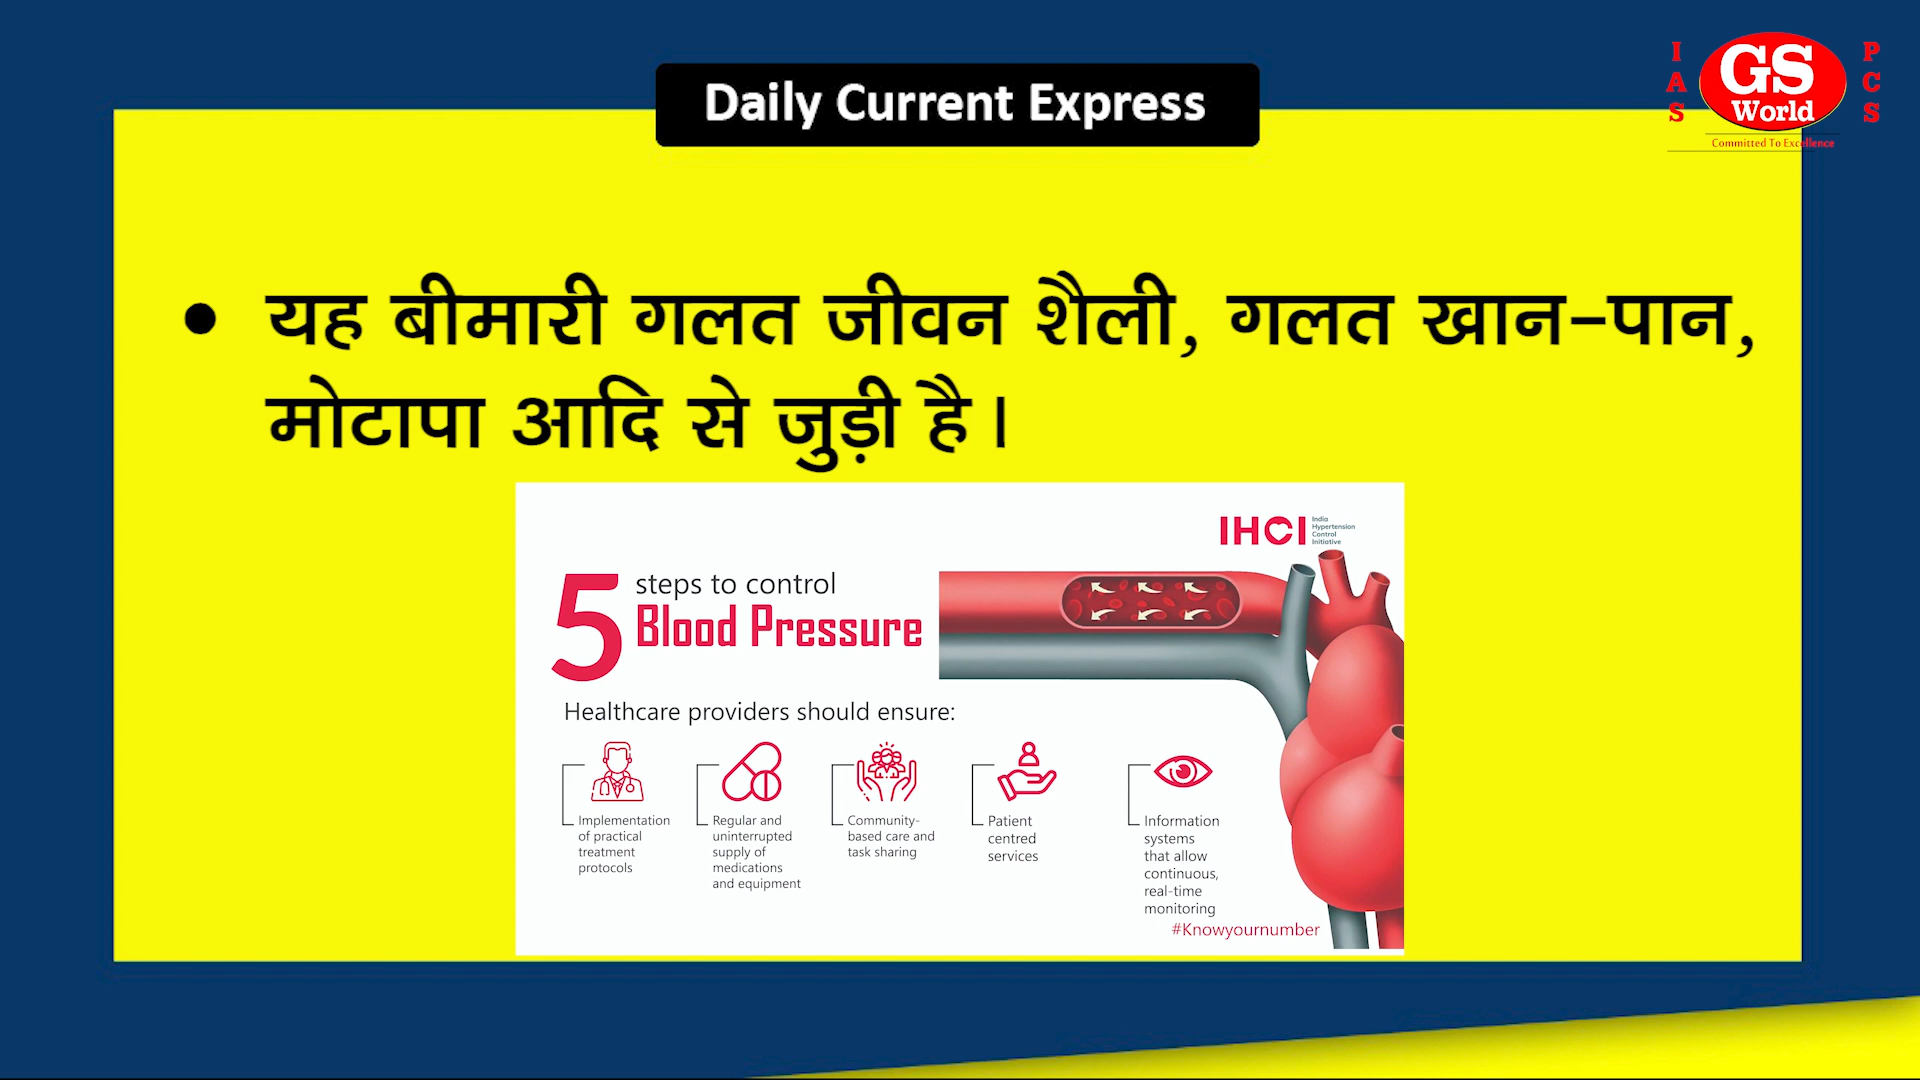 Daily Current Express
IAS
GS
World
PCS
Committed To Excellence
• यह बीमारी गलत जीवन शैली, गलत खान-पान,
मोटापा आदि से जुड़ी है।
IHCI
India
Hypertension
Control
Initiative
5 steps to control
Blood Pressure
Healthcare providers should ensure:
Implementation
of practical
treatment
protocols
Regular and
uninterrupted
supply of
medications
and equipment
Community-
based care and
task sharing
Patient
centred
services
Information
systems
that allow
continuous,
real-time
monitoring
#Knowyournumber